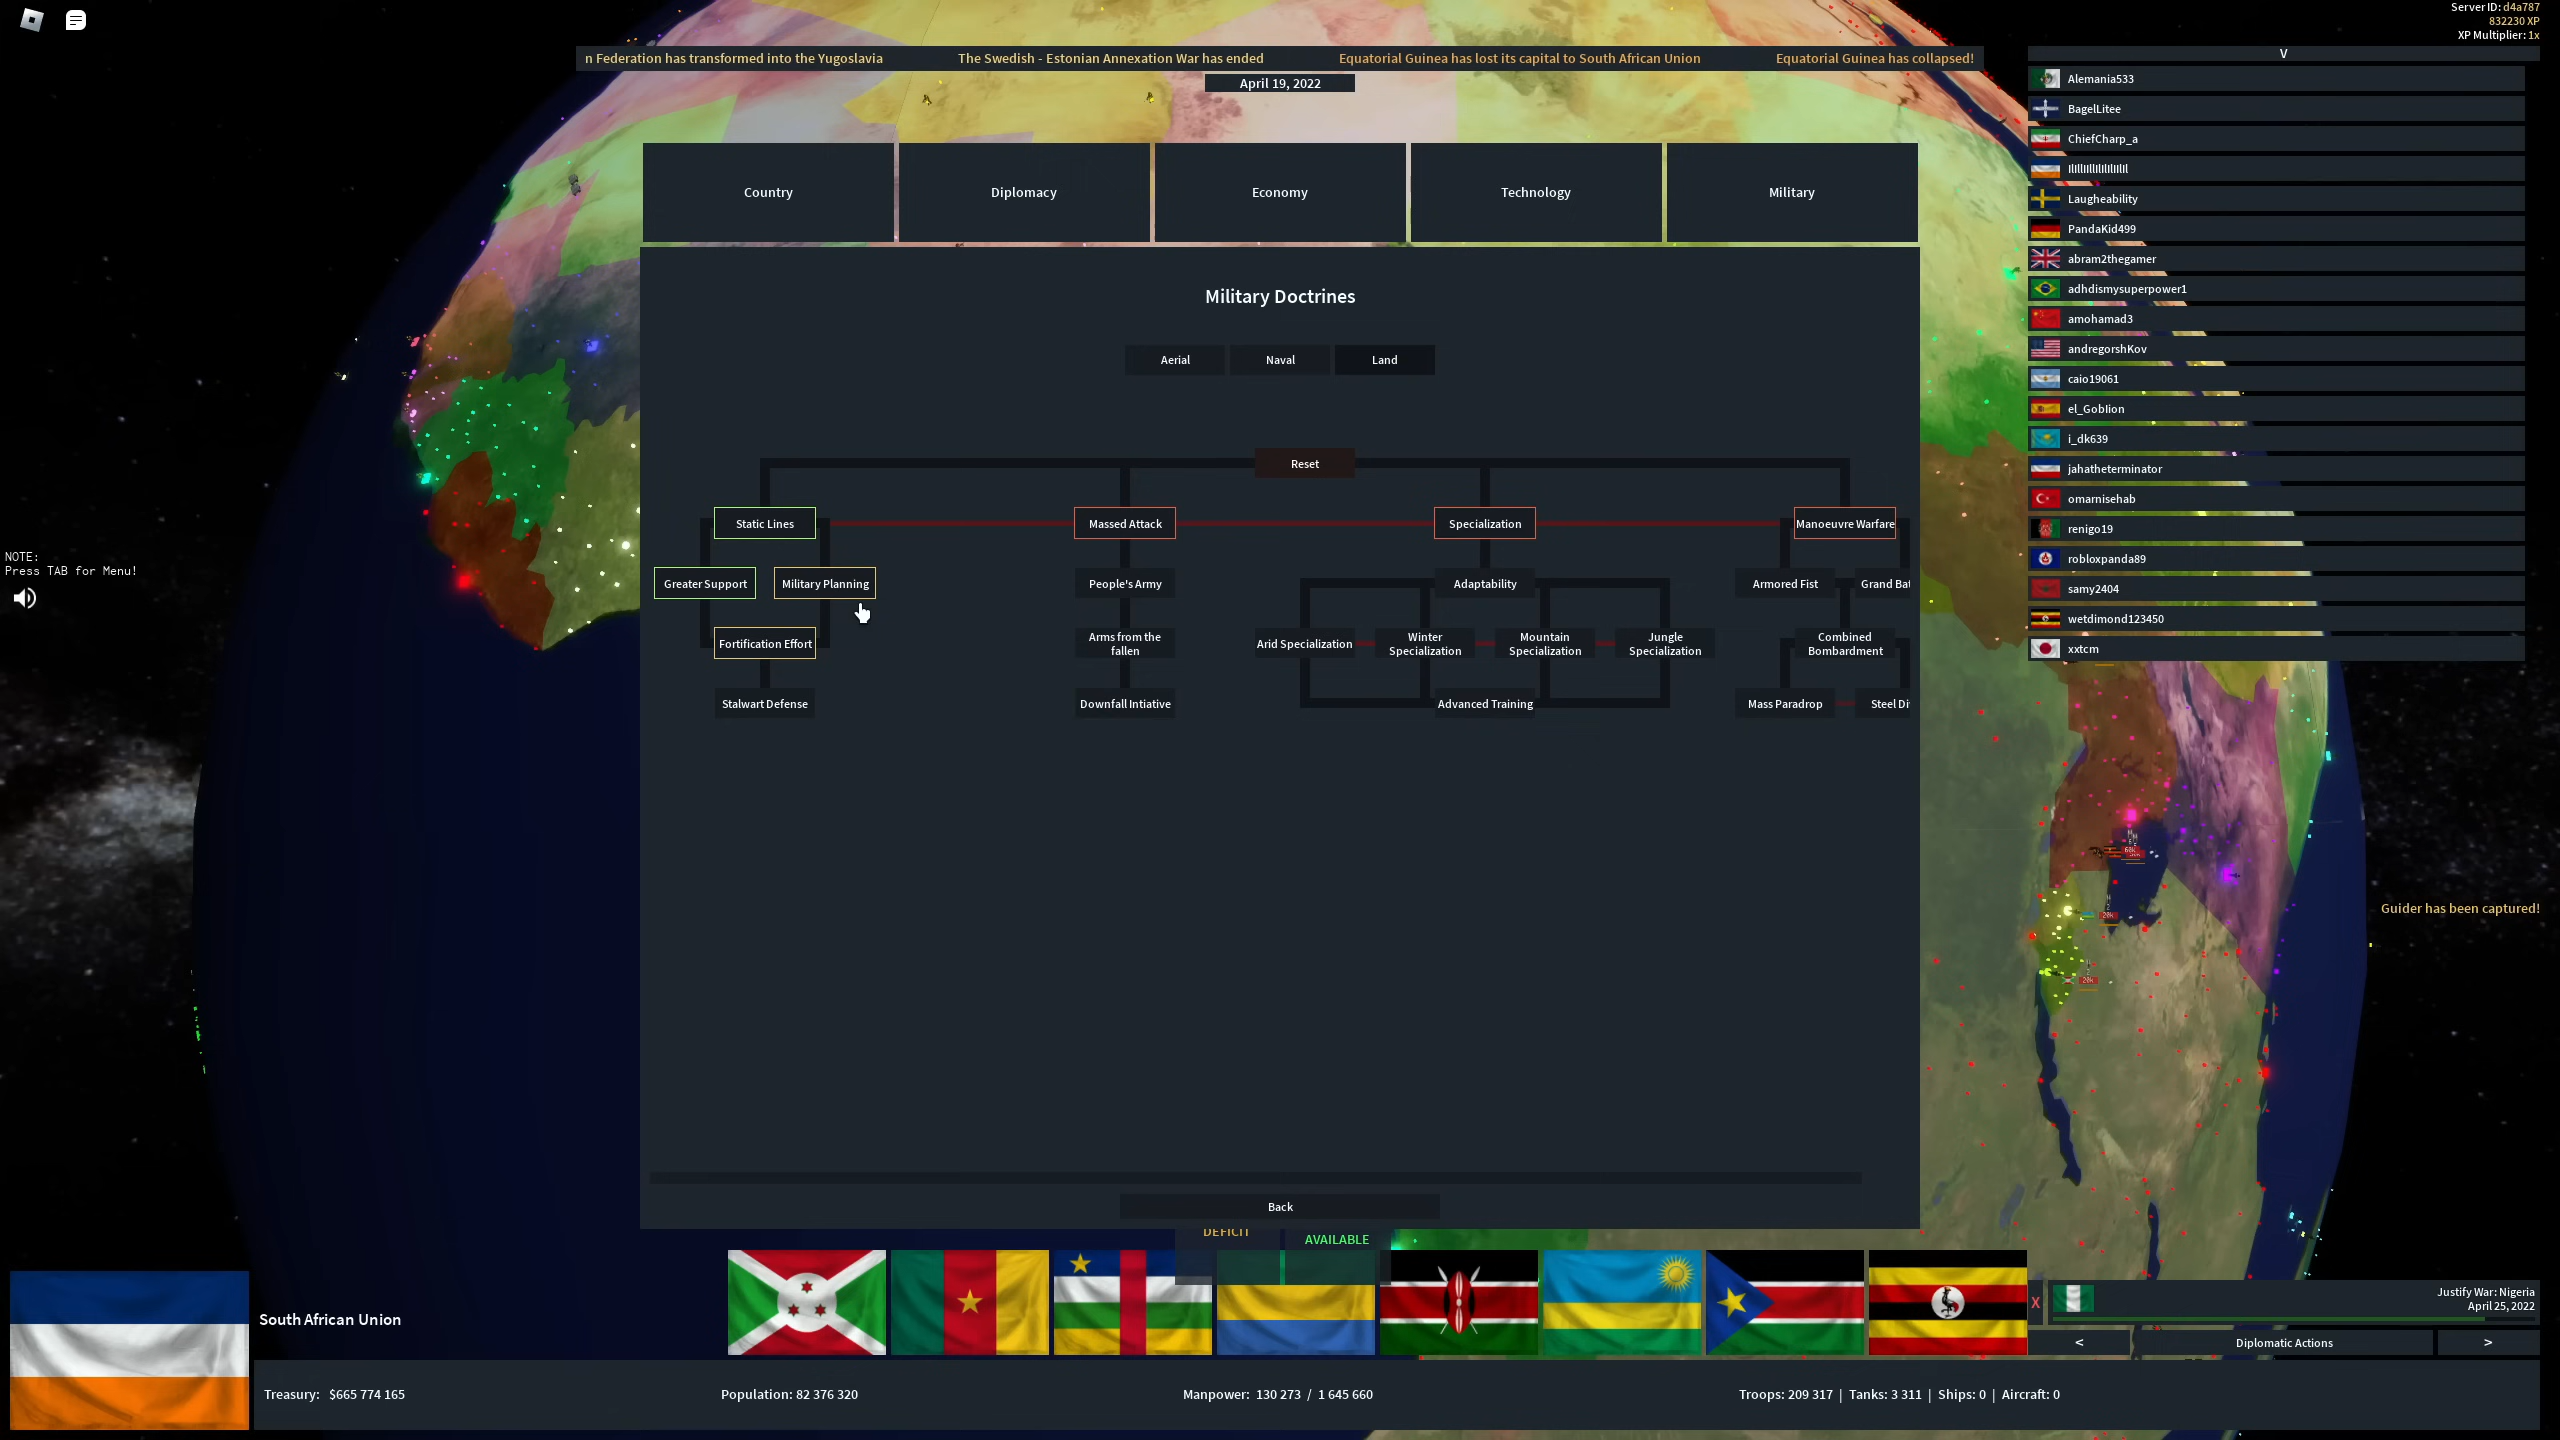 Server ID: d4a787
832230 XP
XP Multiplier: 1x
n Federation has transformed into the Yugoslavia
The Swedish - Estonian Annexation War has ended
Equatorial Guinea has lost its capital to South African Union
Equatorial Guinea has collapsed!
V
April 19, 2022
Alemania533
BagelLitee
ChiefCharp_a
Laugheability
PandaKid499
abram2thegamer
adhdismysuperpower1
amohamad3
andregorshKov
caio19061
el_Goblion
i_dk639
jahatheterminator
omarnisehab
renigo19
robloxpanda89
samy2404
wetdimond123450
xxtcm
Country
Diplomacy
Economy
Technology
Military
Military Doctrines
Aerial
Naval
Land
Reset
Static Lines
Massed Attack
Specialization
Manoeuvre Warfare
Greater Support
Military Planning
People's Army
Adaptability
Armored Fist
Grand Bat
Fortification Effort
Arms from the
fallen
Arid Specialization
Winter
Specialization
Mountain
Specialization
Jungle
Specialization
Combined
Bombardment
Stalwart Defense
Downfall Intiative
Advanced Training
Mass Paradrop
Steel Di
NOTE:
Press TAB for Menu!
Guider has been captured!
Back
DEFICIT
AVAILABLE
South African Union
X
Justify War: Nigeria
April 25, 2022
<
Diplomatic Actions
>
Treasury: $665 774 165
Population: 82 376 320
Manpower: 130 273 / 1 645 660
Troops: 209 317 | Tanks: 3 311 | Ships: 0 | Aircraft: 0